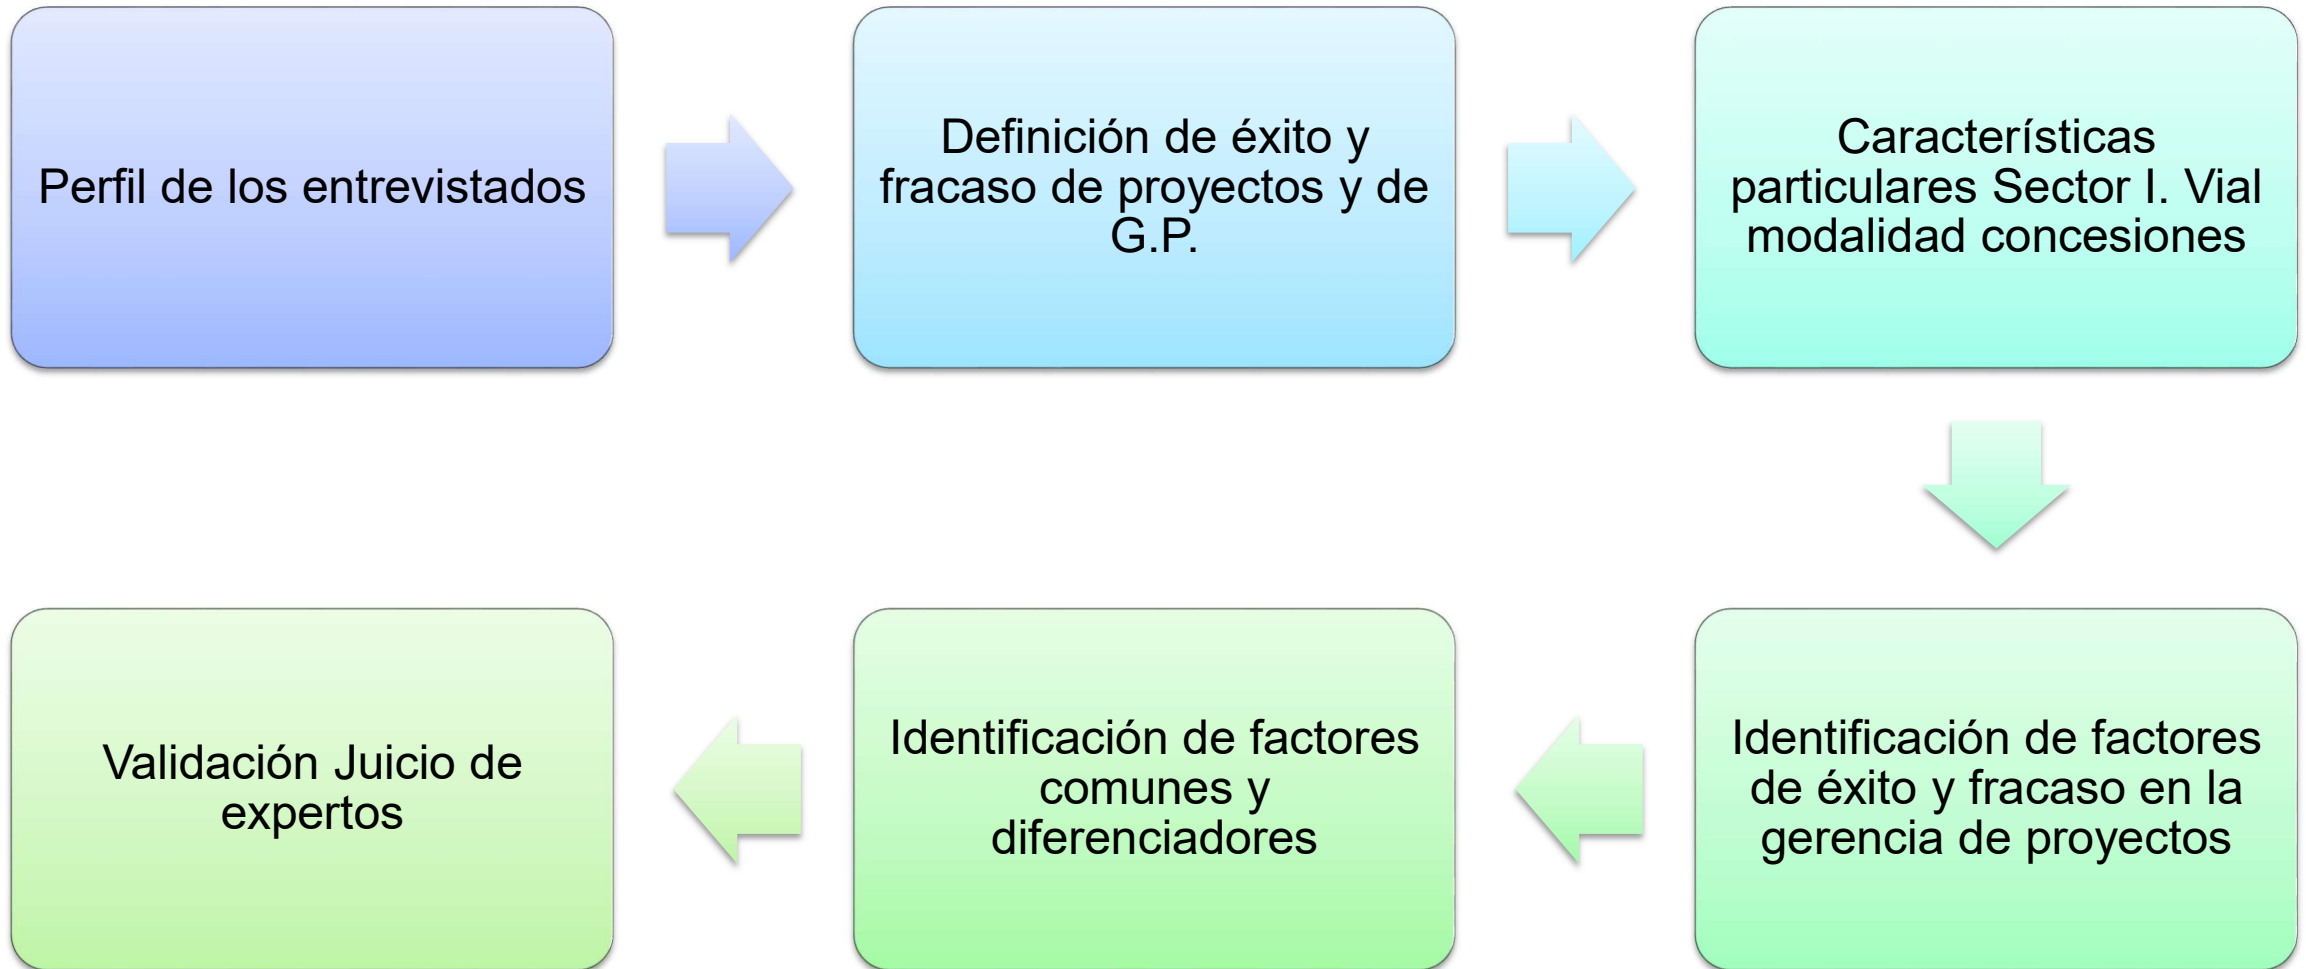 Perfil de los entrevistados
Definición de éxito y
fracaso de proyectos y de
G.P.
Características
particulares Sector I. Vial
modalidad concesiones
Identificación de factores
de éxito y fracaso en la
gerencia de proyectos
Identificación de factores
comunes y
diferenciadores
Validación Juicio de
expertos